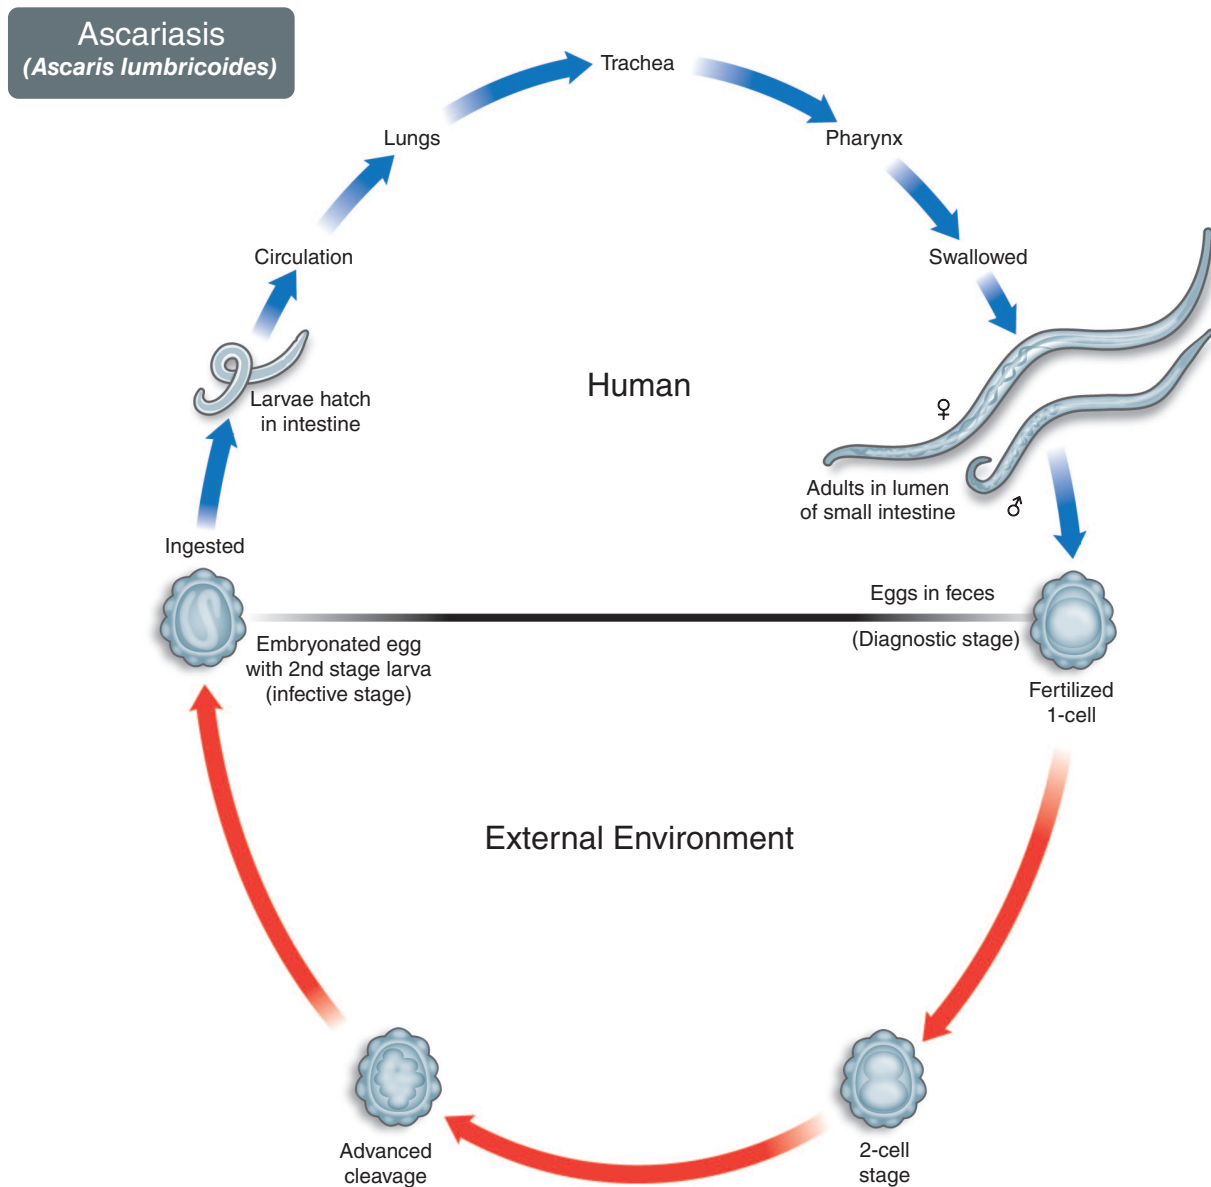 Ascariasis
(Ascaris lumbricoides)
Trachea
Lungs
Pharynx
Circulation
Swallowed
Larvae hatch
in intestine
Human
♀
Adults in lumen
of small intestine
♂
Ingested
Eggs in feces
(Diagnostic stage)
Embryonated egg
with 2nd stage larva
(infective stage)
Fertilized
1-cell
External Environment
Advanced
cleavage
2-cell
stage